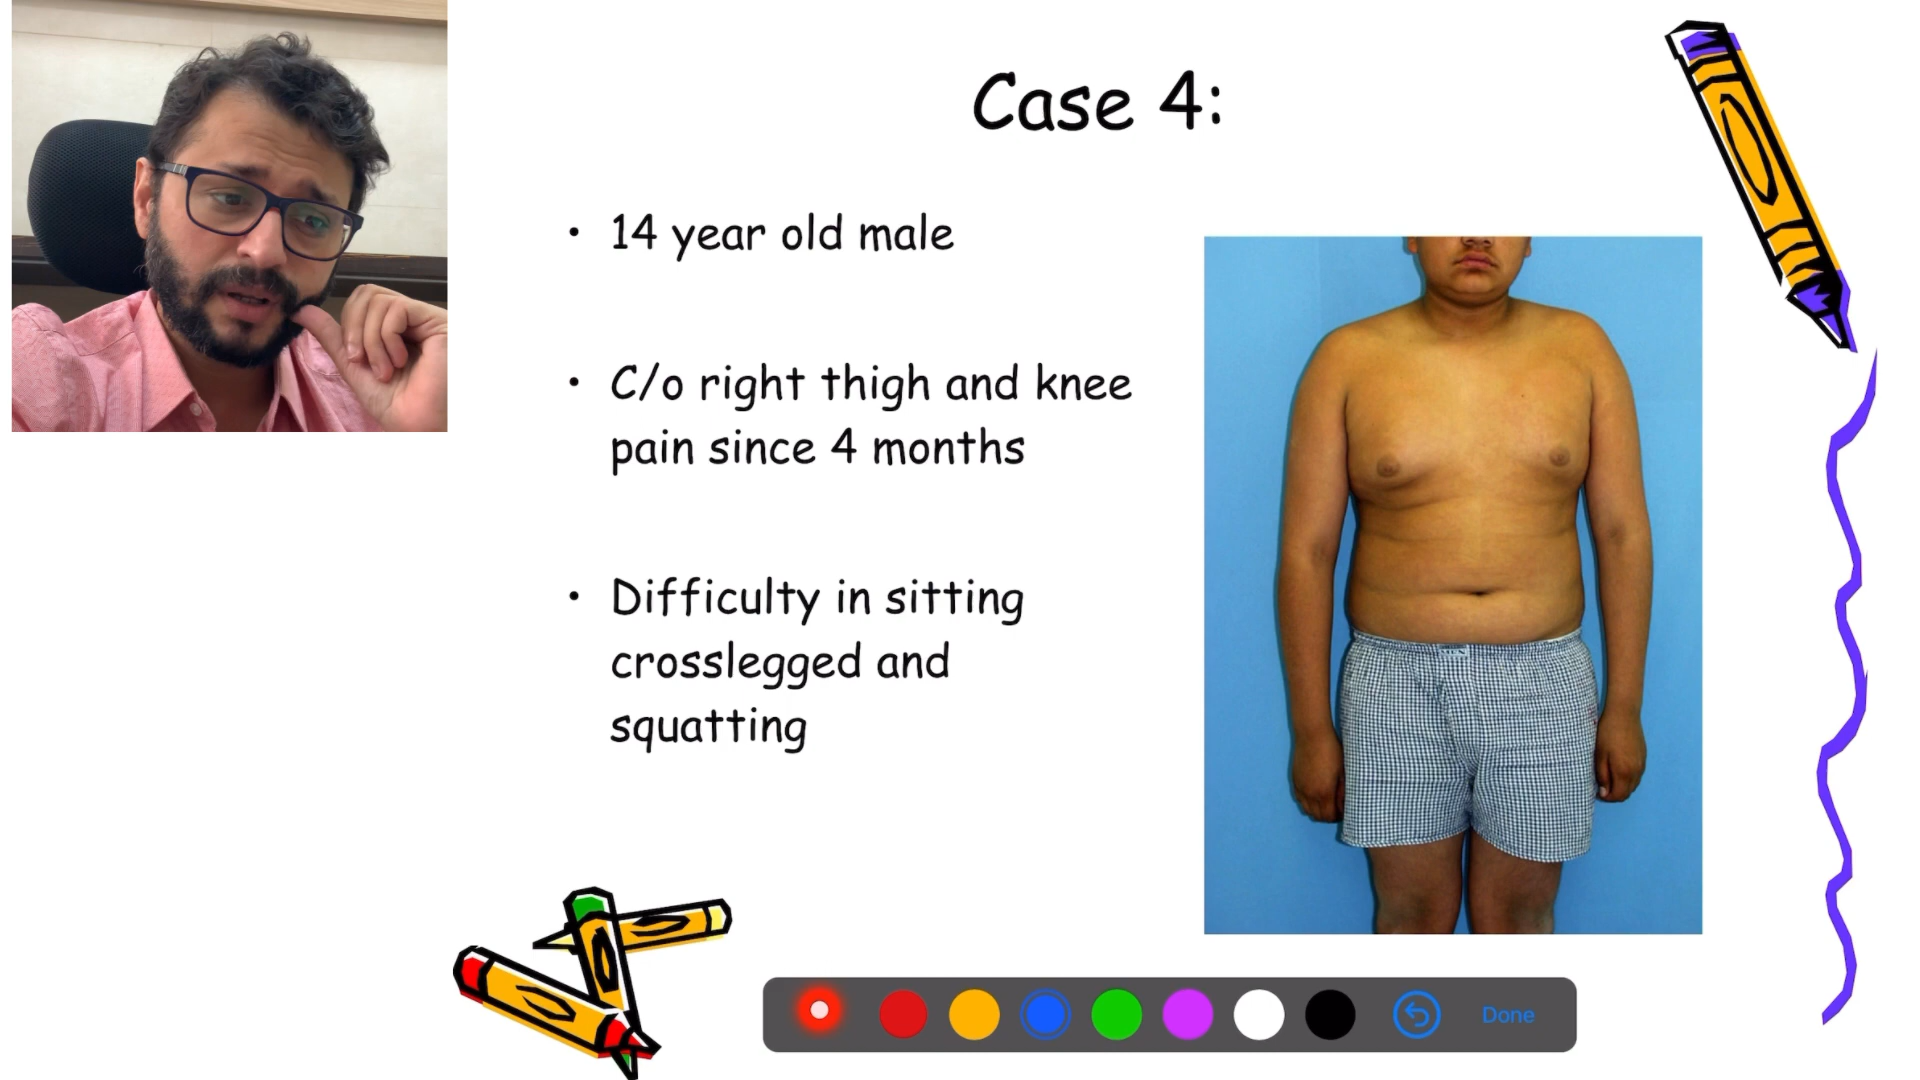 Case 4:
• 14 year old male
• C/o right thigh and knee
pain since 4 months
• Difficulty in sitting
crosslegged and
squatting
Done